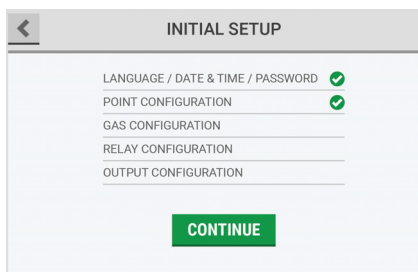 INITIAL SETUP
LANGUAGE / DATE & TIME / PASSWORD
POINT CONFIGURATION
GAS CONFIGURATION
RELAY CONFIGURATION
OUTPUT CONFIGURATION
CONTINUE